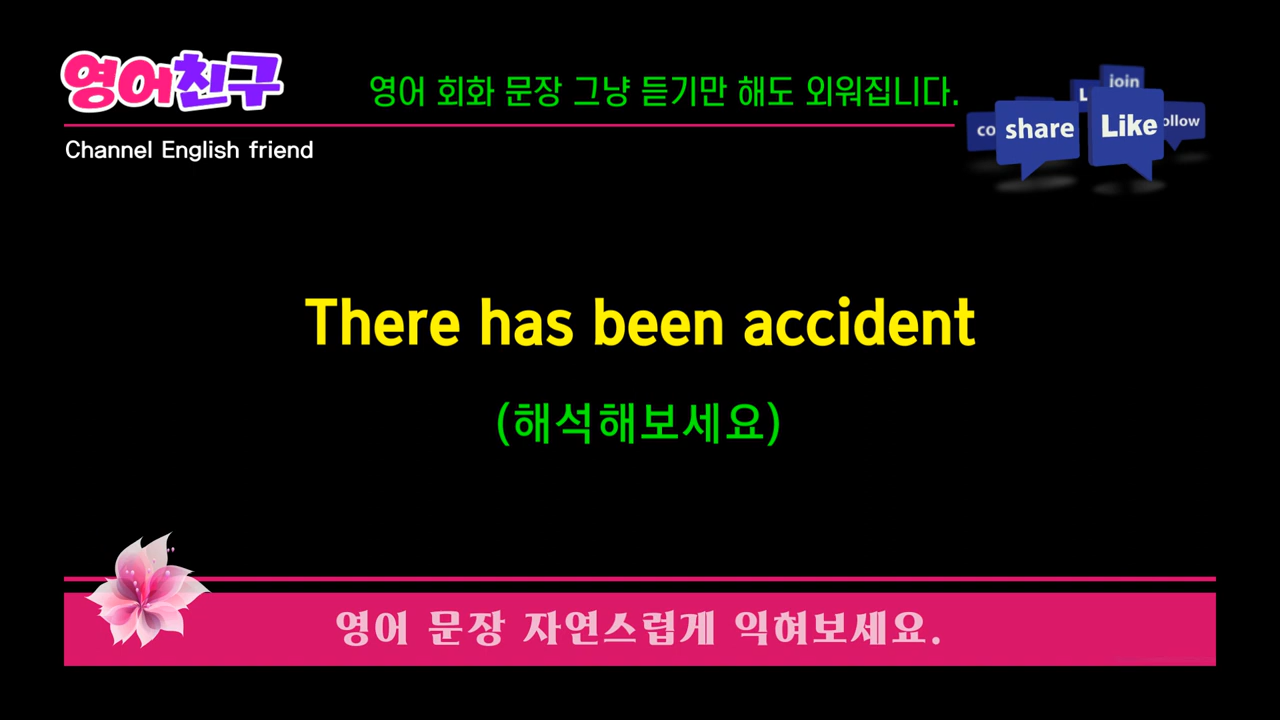 영어친구
영어 회화 문장 그냥 듣기만 해도 외워집니다.
join
L
co
share
Like
ollow
Channel English friend
There has been accident
(해석해보세요)
영어 문장 자연스럽게 익혀보세요.